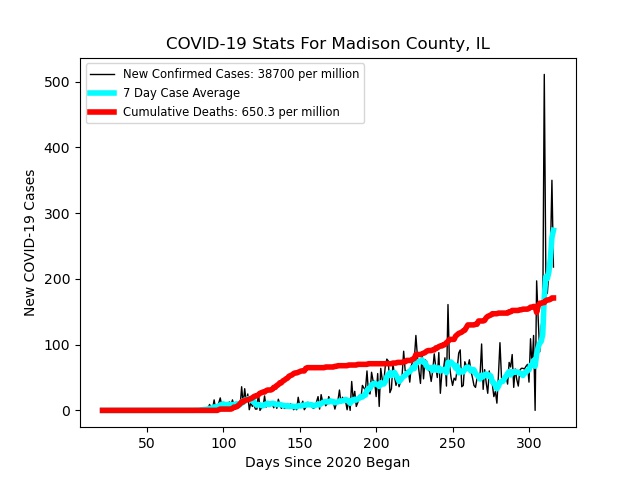 COVID-19 Stats For Madison County, IL
New Confirmed Cases: 38700 per million
7 Day Case Average
Cumulative Deaths: 650.3 per million
New COVID-19 Cases
500
400
300
200
100
0
50 100 150 200 250 300
Days Since 2020 Began